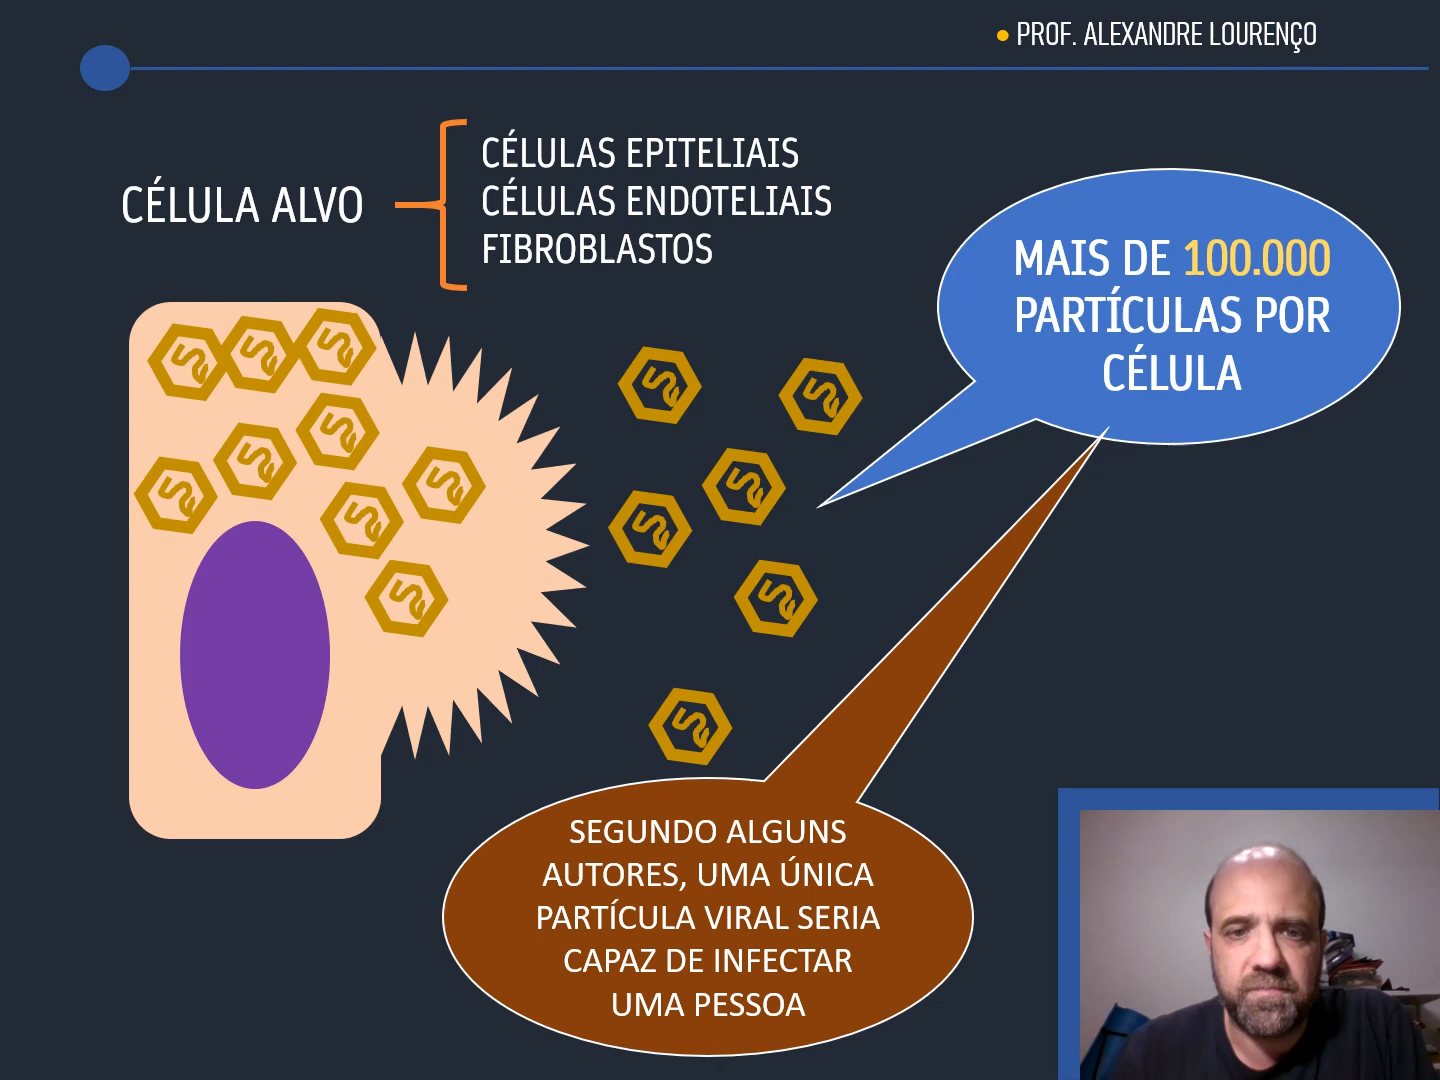 PROF. ALEXANDRE LOURENÇO
CÉLULA ALVO
CÉLULAS EPITELIAIS
CÉLULAS ENDOTELIAIS
FIBROBLASTOS
MAIS DE 100.000
PARTÍCULAS POR
CÉLULA
SEGUNDO ALGUNS
AUTORES, UMA ÚNICA
PARTÍCULA VIRAL SERIA
CAPAZ DE INFECTAR
UMA PESSOA